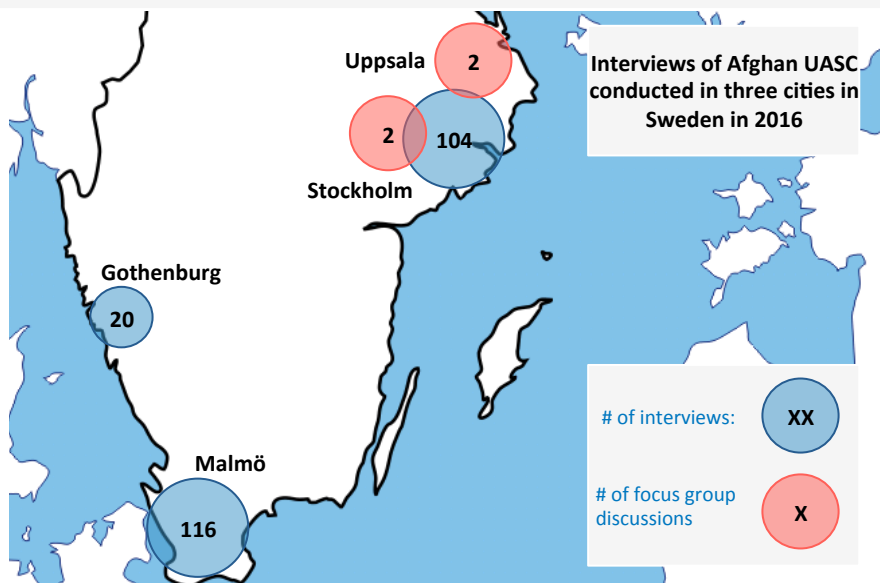 Interviews of Afghan UASC
conducted in three cities in
Sweden in 2016
Uppsala
2
2
104
Stockholm
Gothenburg
20
Malmö
116
# of interviews:
XX
# of focus group
discussions
X